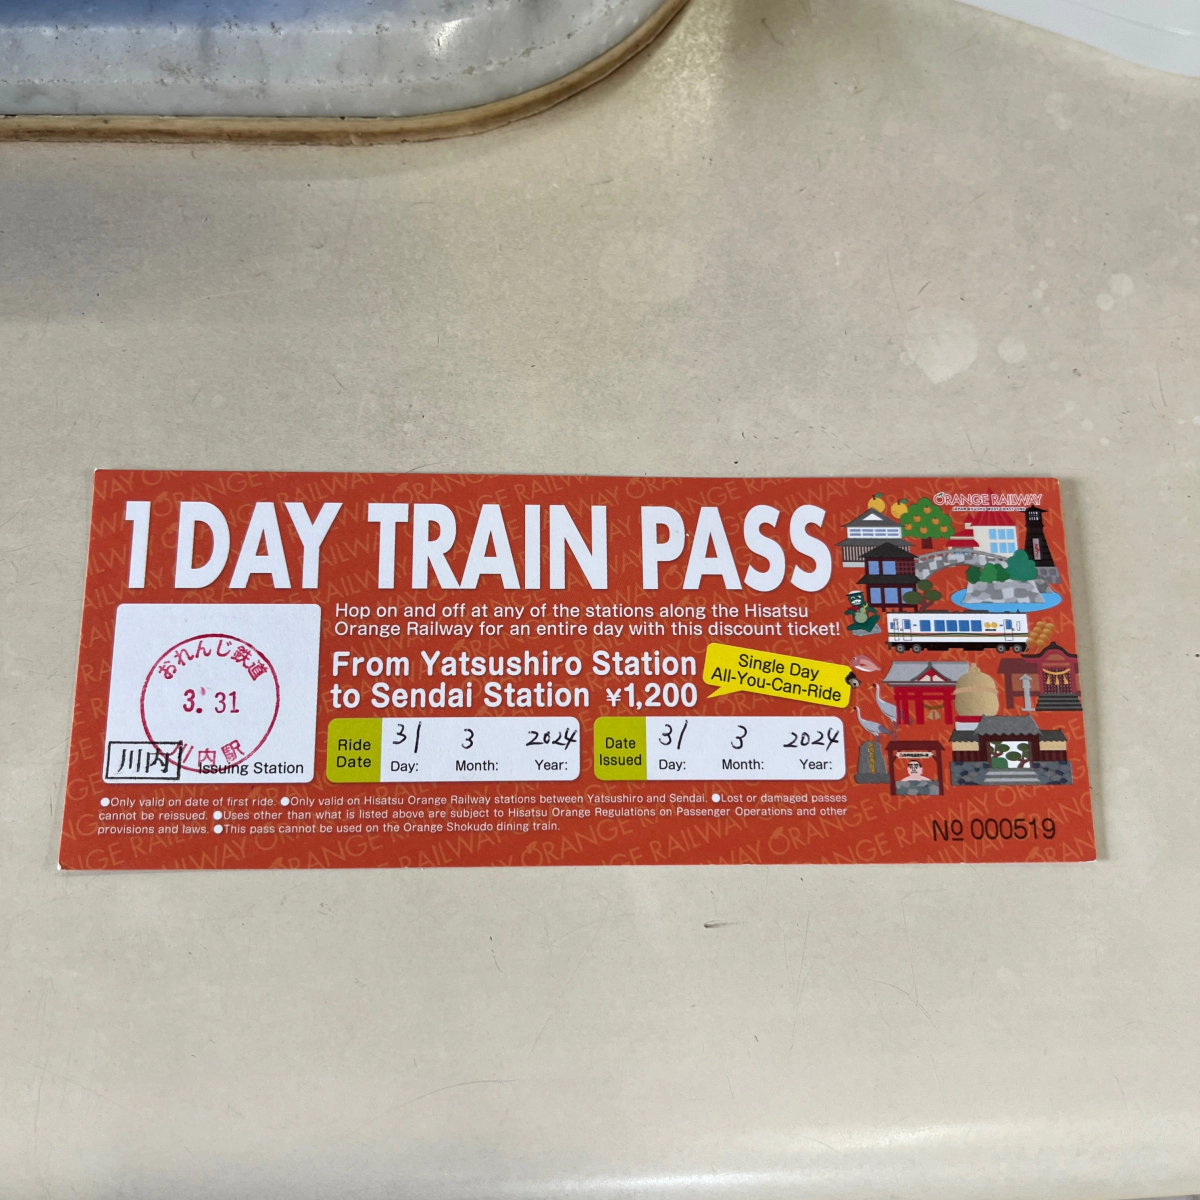 1 DAY TRAIN PASS
ORANGE RAILWAY
Hop on and off at any of the stations along the Hisatsu
Orange Railway for an entire day with this discount ticket!
From Yatsushiro Station
to Sendai Station ¥1,200
Single Day
All-You-Can-Ride
おれんじ鉄道
3. 31
川内駅
川内
Issuing Station
Ride
Date
31 3 2024
Day: Month: Year:
Date
Issued
31 3 2024
Day: Month: Year:
●Only valid on date of first ride. ●Only valid on Hisatsu Orange Railway stations between Yatsushiro and Sendai. ●Lost or damaged passes
cannot be reissued. ●Uses other than what is listed above are subject to Hisatsu Orange Regulations on Passenger Operations and other
provisions and laws. ●This pass cannot be used on the Orange Shokudo dining train.
№ 000519